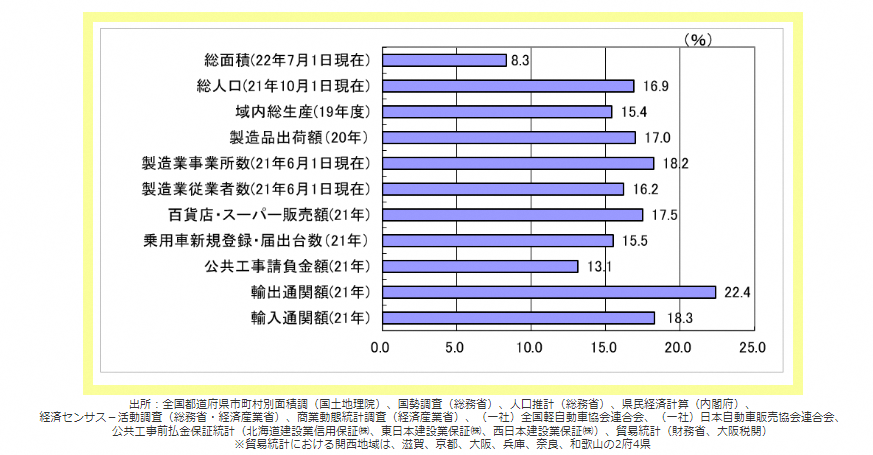 (%)
総面積(22年7月1日現在) 8.3
総人口(21年10月1日現在) 16.9
域内総生産(19年度) 15.4
製造品出荷額(20年) 17.0
製造業事業所数(21年6月1日現在) 18.2
製造業従業者数(21年6月1日現在) 16.2
百貨店・スーパー販売額(21年) 17.5
乗用車新規登録・届出台数(21年) 15.5
公共工事請負金額(21年) 13.1
輸出通関額(21年) 22.4
輸入通関額(21年) 18.3
0.0 5.0 10.0 15.0 20.0 25.0
出所：全国都道府県市町村別面積調（国土地理院）、国勢調査（総務省）、人口推計（総務省）、県民経済計算（内閣府）、
経済センサス－活動調査（総務省・経済産業省）、商業動態統計調査（経済産業省）、（一社）全国軽自動車協会連合会、（一社）日本自動車販売協会連合会、
公共工事前払金保証統計（北海道建設業信用保証㈱、東日本建設業保証㈱、西日本建設業保証㈱）、貿易統計（財務省、大阪税関）
※貿易統計における関西地域は、滋賀、京都、大阪、兵庫、奈良、和歌山の2府4県